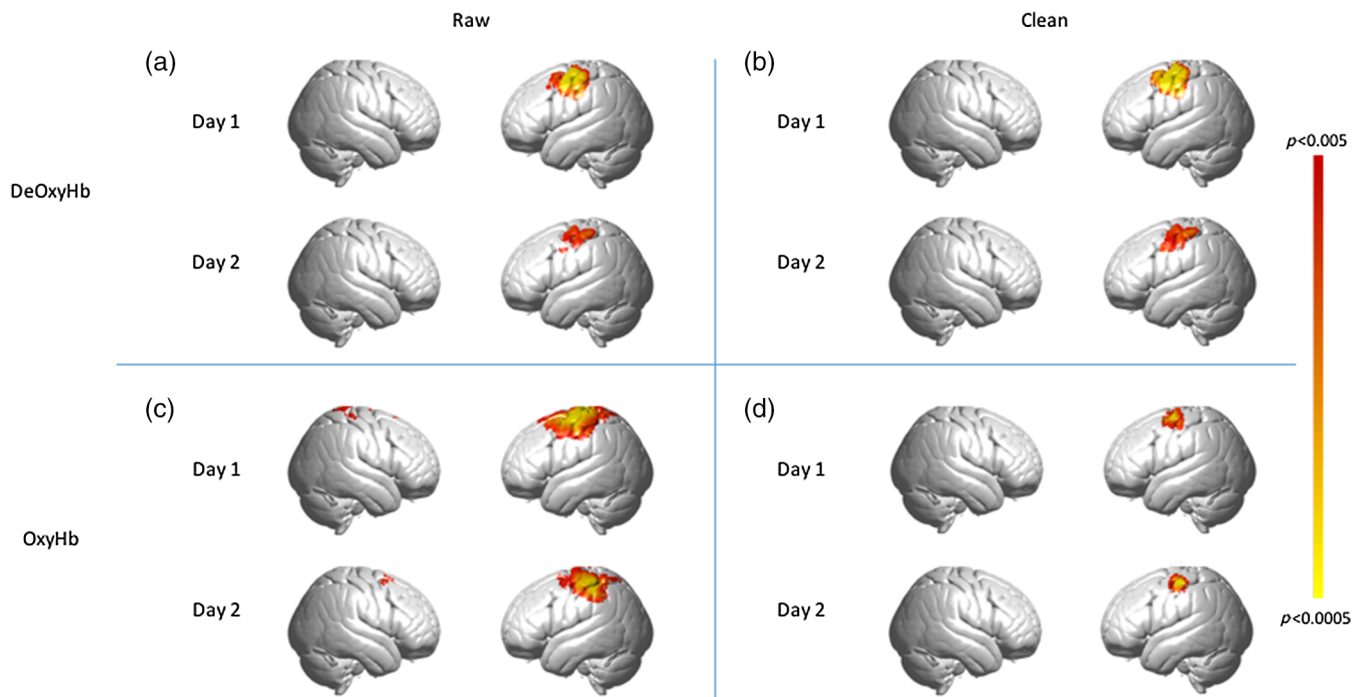 Raw
Clean
(a)
(b)
Day 1
Day 1
p<0.005
DeOxyHb
Day 2
Day 2
(c)
(d)
Day 1
Day 1
OxyHb
Day 2
Day 2
p<0.0005